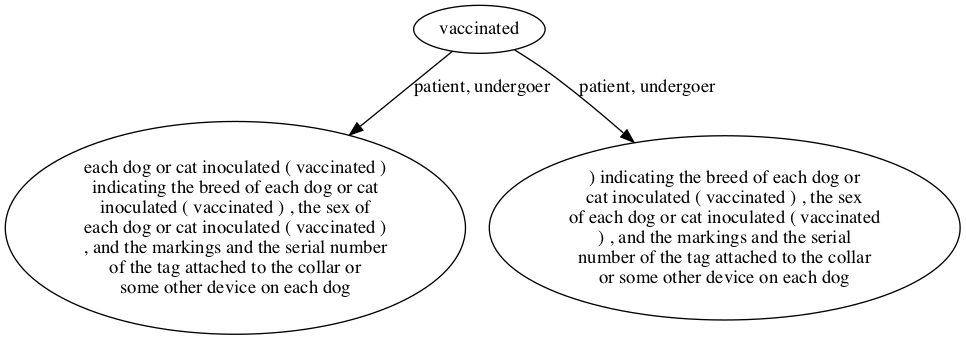 vaccinated
patient, undergoer
patient, undergoer
each dog or cat inoculated ( vaccinated )
indicating the breed of each dog or cat
inoculated ( vaccinated ) , the sex of
each dog or cat inoculated ( vaccinated )
, and the markings and the serial number
of the tag attached to the collar or
some other device on each dog
) indicating the breed of each dog or
cat inoculated ( vaccinated ) , the sex
of each dog or cat inoculated ( vaccinated
) , and the markings and the serial
number of the tag attached to the collar
or some other device on each dog